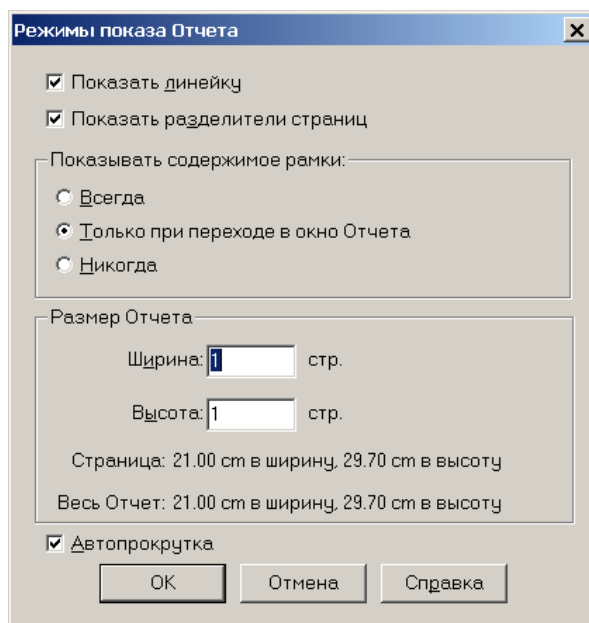 Режимы показа Отчета
Показать линейку
Показать разделители страниц
Показывать содержимое рамки:
Всегда
Только при переходе в окно Отчета
Никогда
Размер Отчета
Ширина: 1 стр.
Высота: 1 стр.
Страница: 21.00 cm в ширину, 29.70 cm в высоту
Весь Отчет: 21.00 cm в ширину, 29.70 cm в высоту
Автопрокрутка
OK Отмена Справка